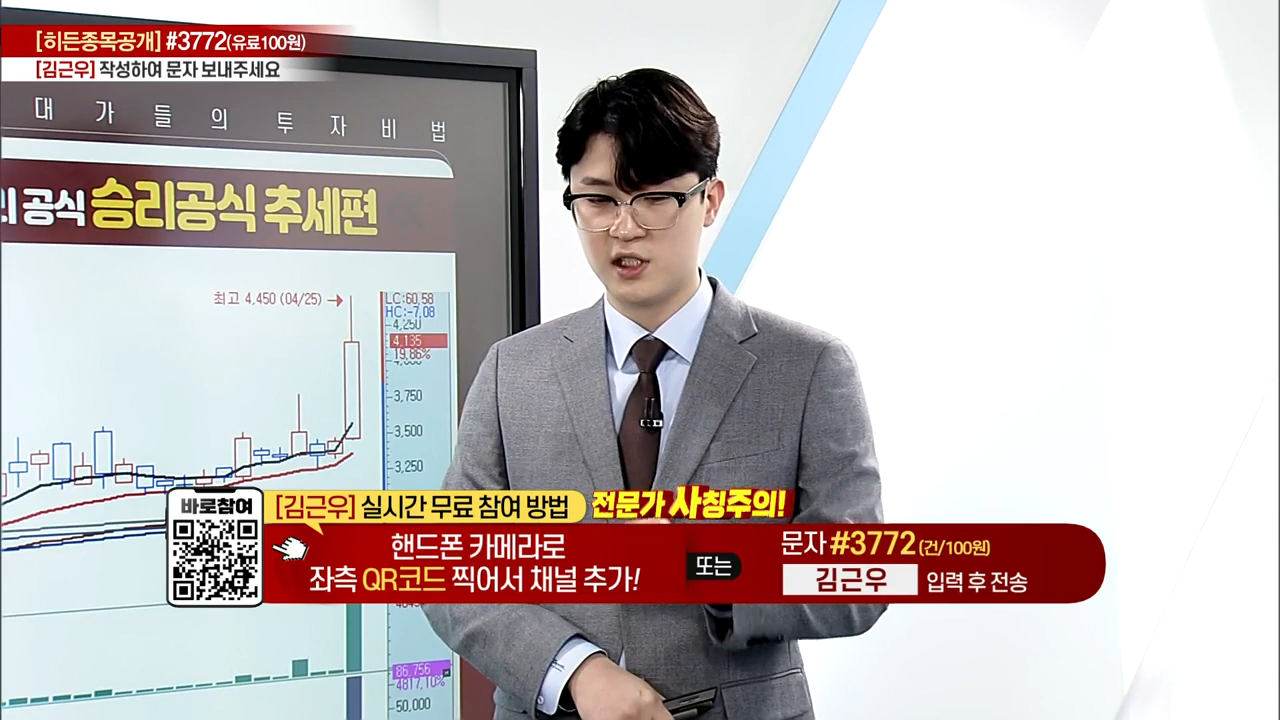 [히든종목공개] #3772(유료100원)
[김근우] 작성하여 문자 보내주세요
대가들의 투자비법
공식 승리공식 추세편
최고 4,450 (04/25) →
LC:60.58
HC:-7.08
4,250
4,135
19.86%
4,000
3,750
3,500
3,250
바로참여
[김근우] 실시간 무료 참여 방법
전문가 사칭주의!
핸드폰 카메라로
좌측 QR코드 찍어서 채널 추가!
또는
문자 #3772 (건/100원)
김근우 입력 후 전송
86,756
4817.10%
50,000